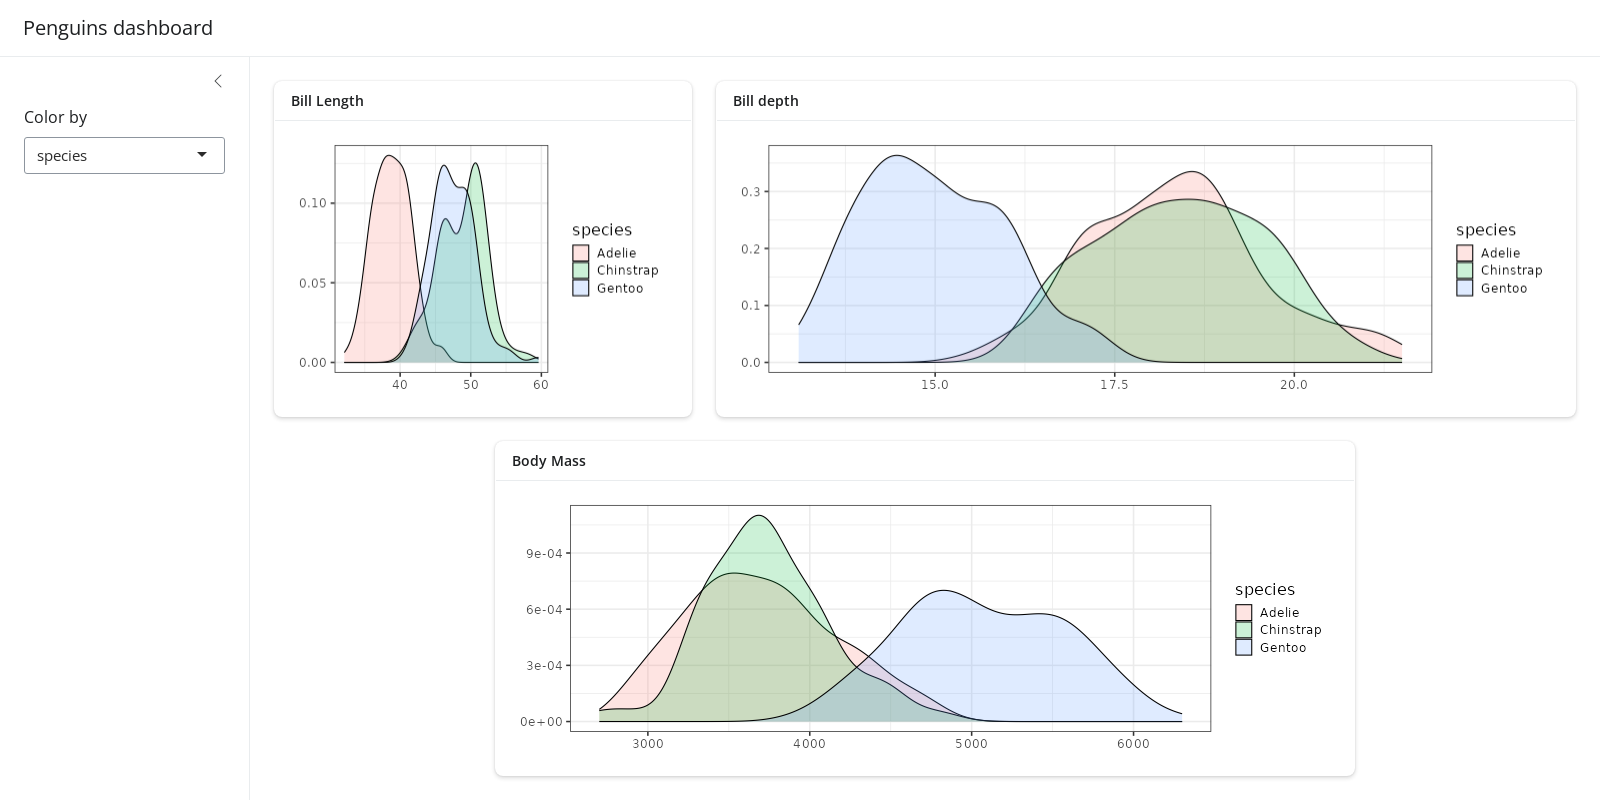 Penguins dashboard
Color by
species
Bill Length
0.10
0.05
0.00
40 50 60
species
Adelie
Chinstrap
Gentoo
Bill depth
0.3
0.2
0.1
0.0
15.0 17.5 20.0
species
Adelie
Chinstrap
Gentoo
Body Mass
9e-04
6e-04
3e-04
0e+00
3000 4000 5000 6000
species
Adelie
Chinstrap
Gentoo